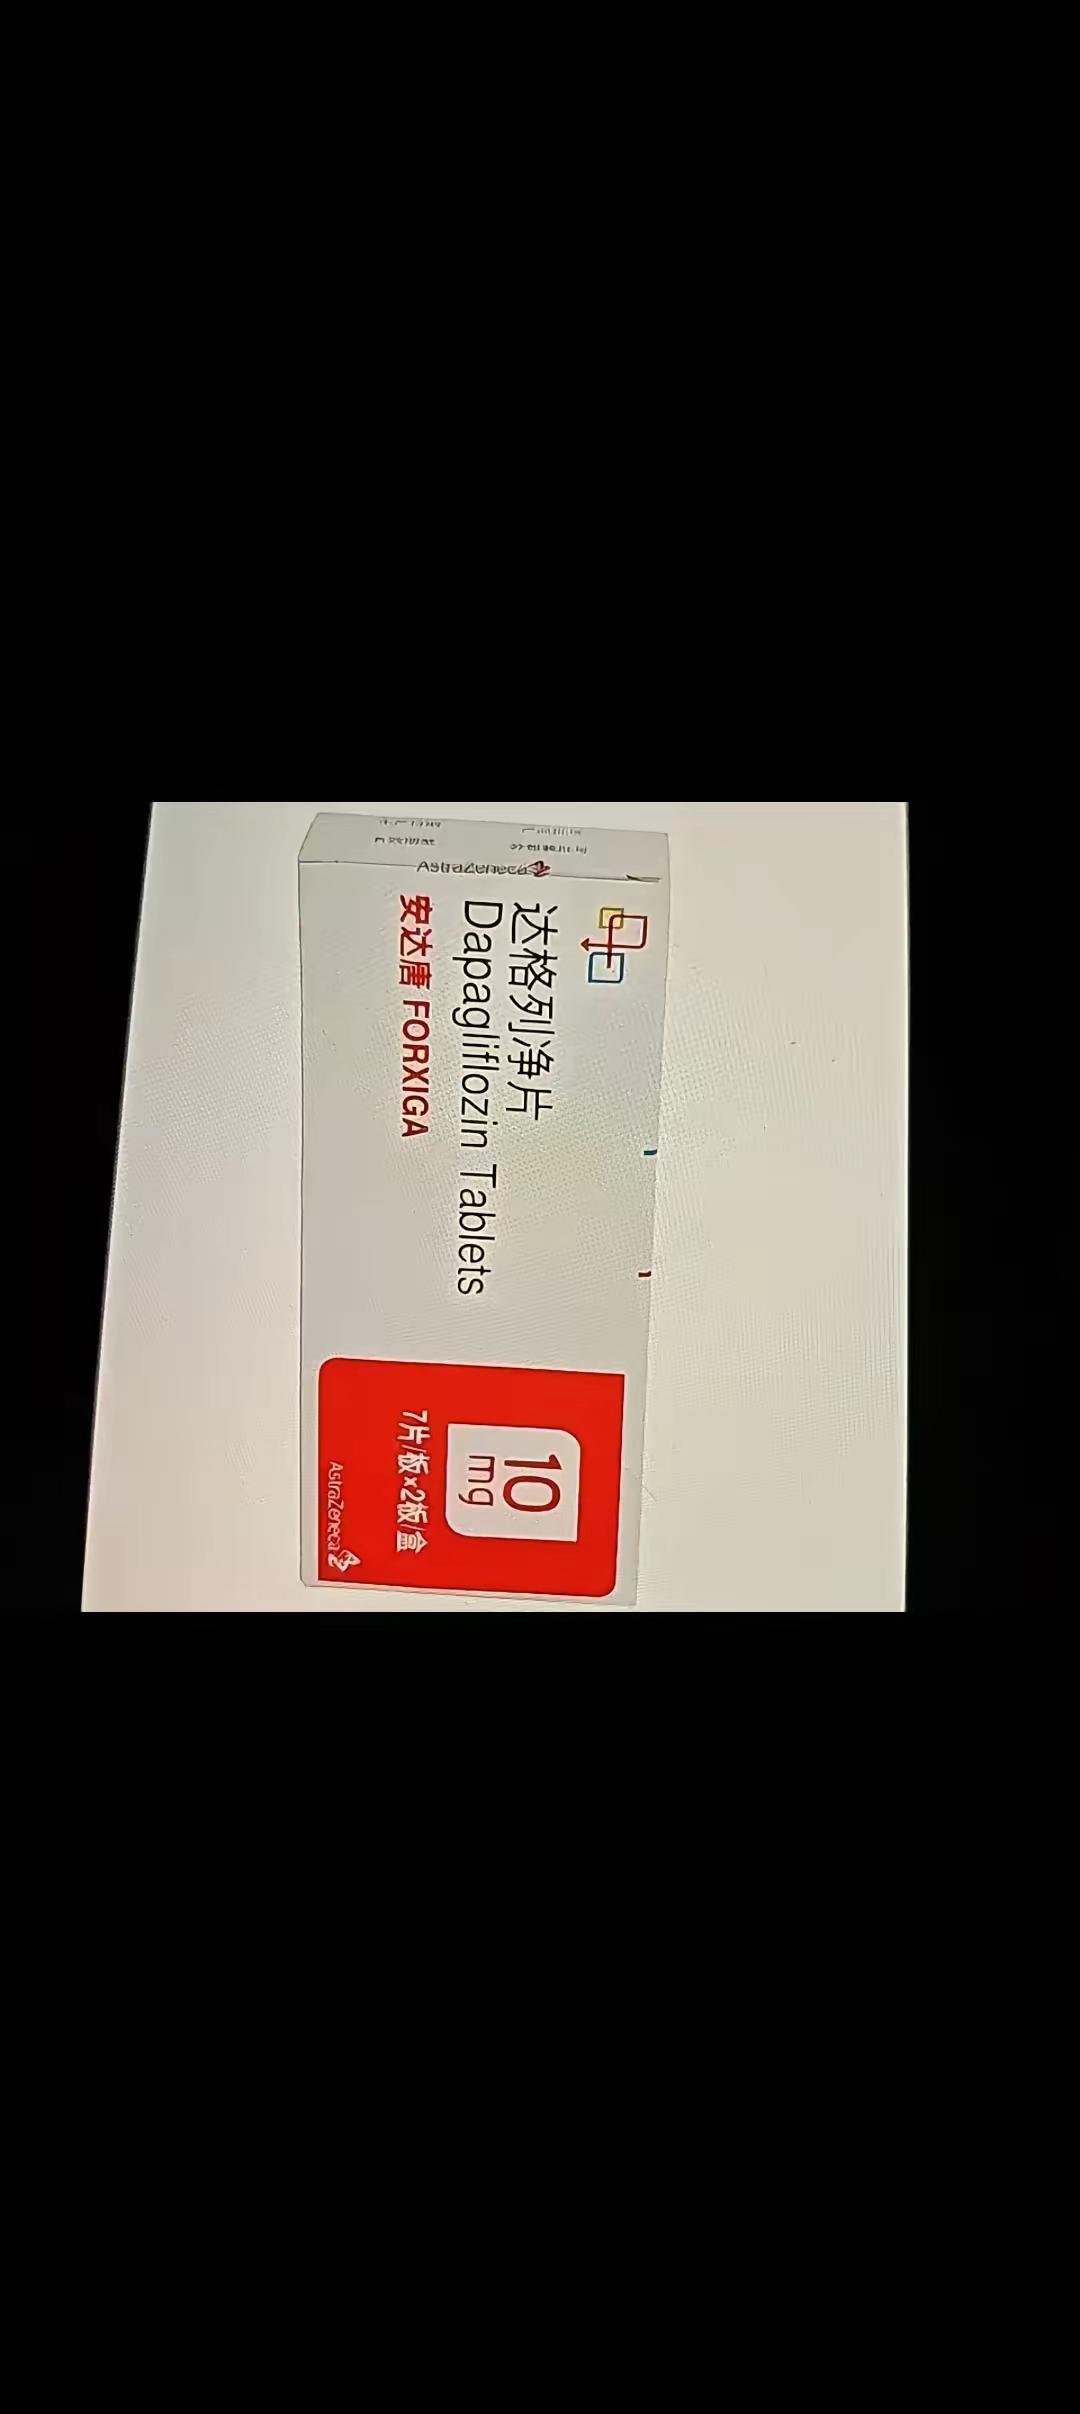 达格列净片
Dapagliflozin Tablets
安达唐 FORXIGA
10
mg
7片/板×2板/盒
AstraZeneca
AstraZeneca